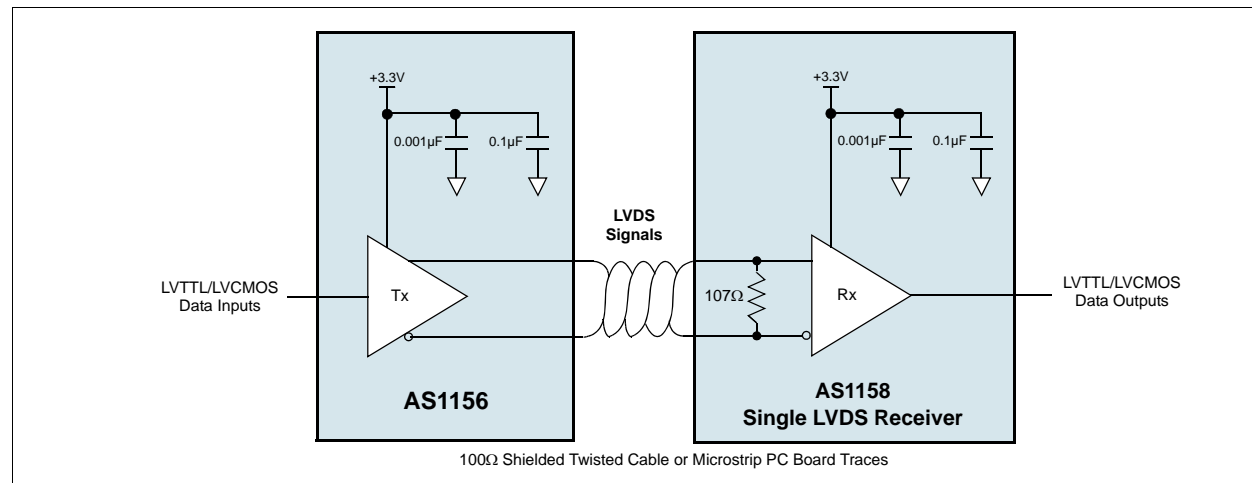 +3.3V
0.001µF
0.1µF
LVTTL/LVCMOS
Data Inputs
Tx
AS1156
LVDS
Signals
+3.3V
0.001µF
0.1µF
107Ω
Rx
LVTTL/LVCMOS
Data Outputs
AS1158
Single LVDS Receiver
100Ω Shielded Twisted Cable or Microstrip PC Board Traces